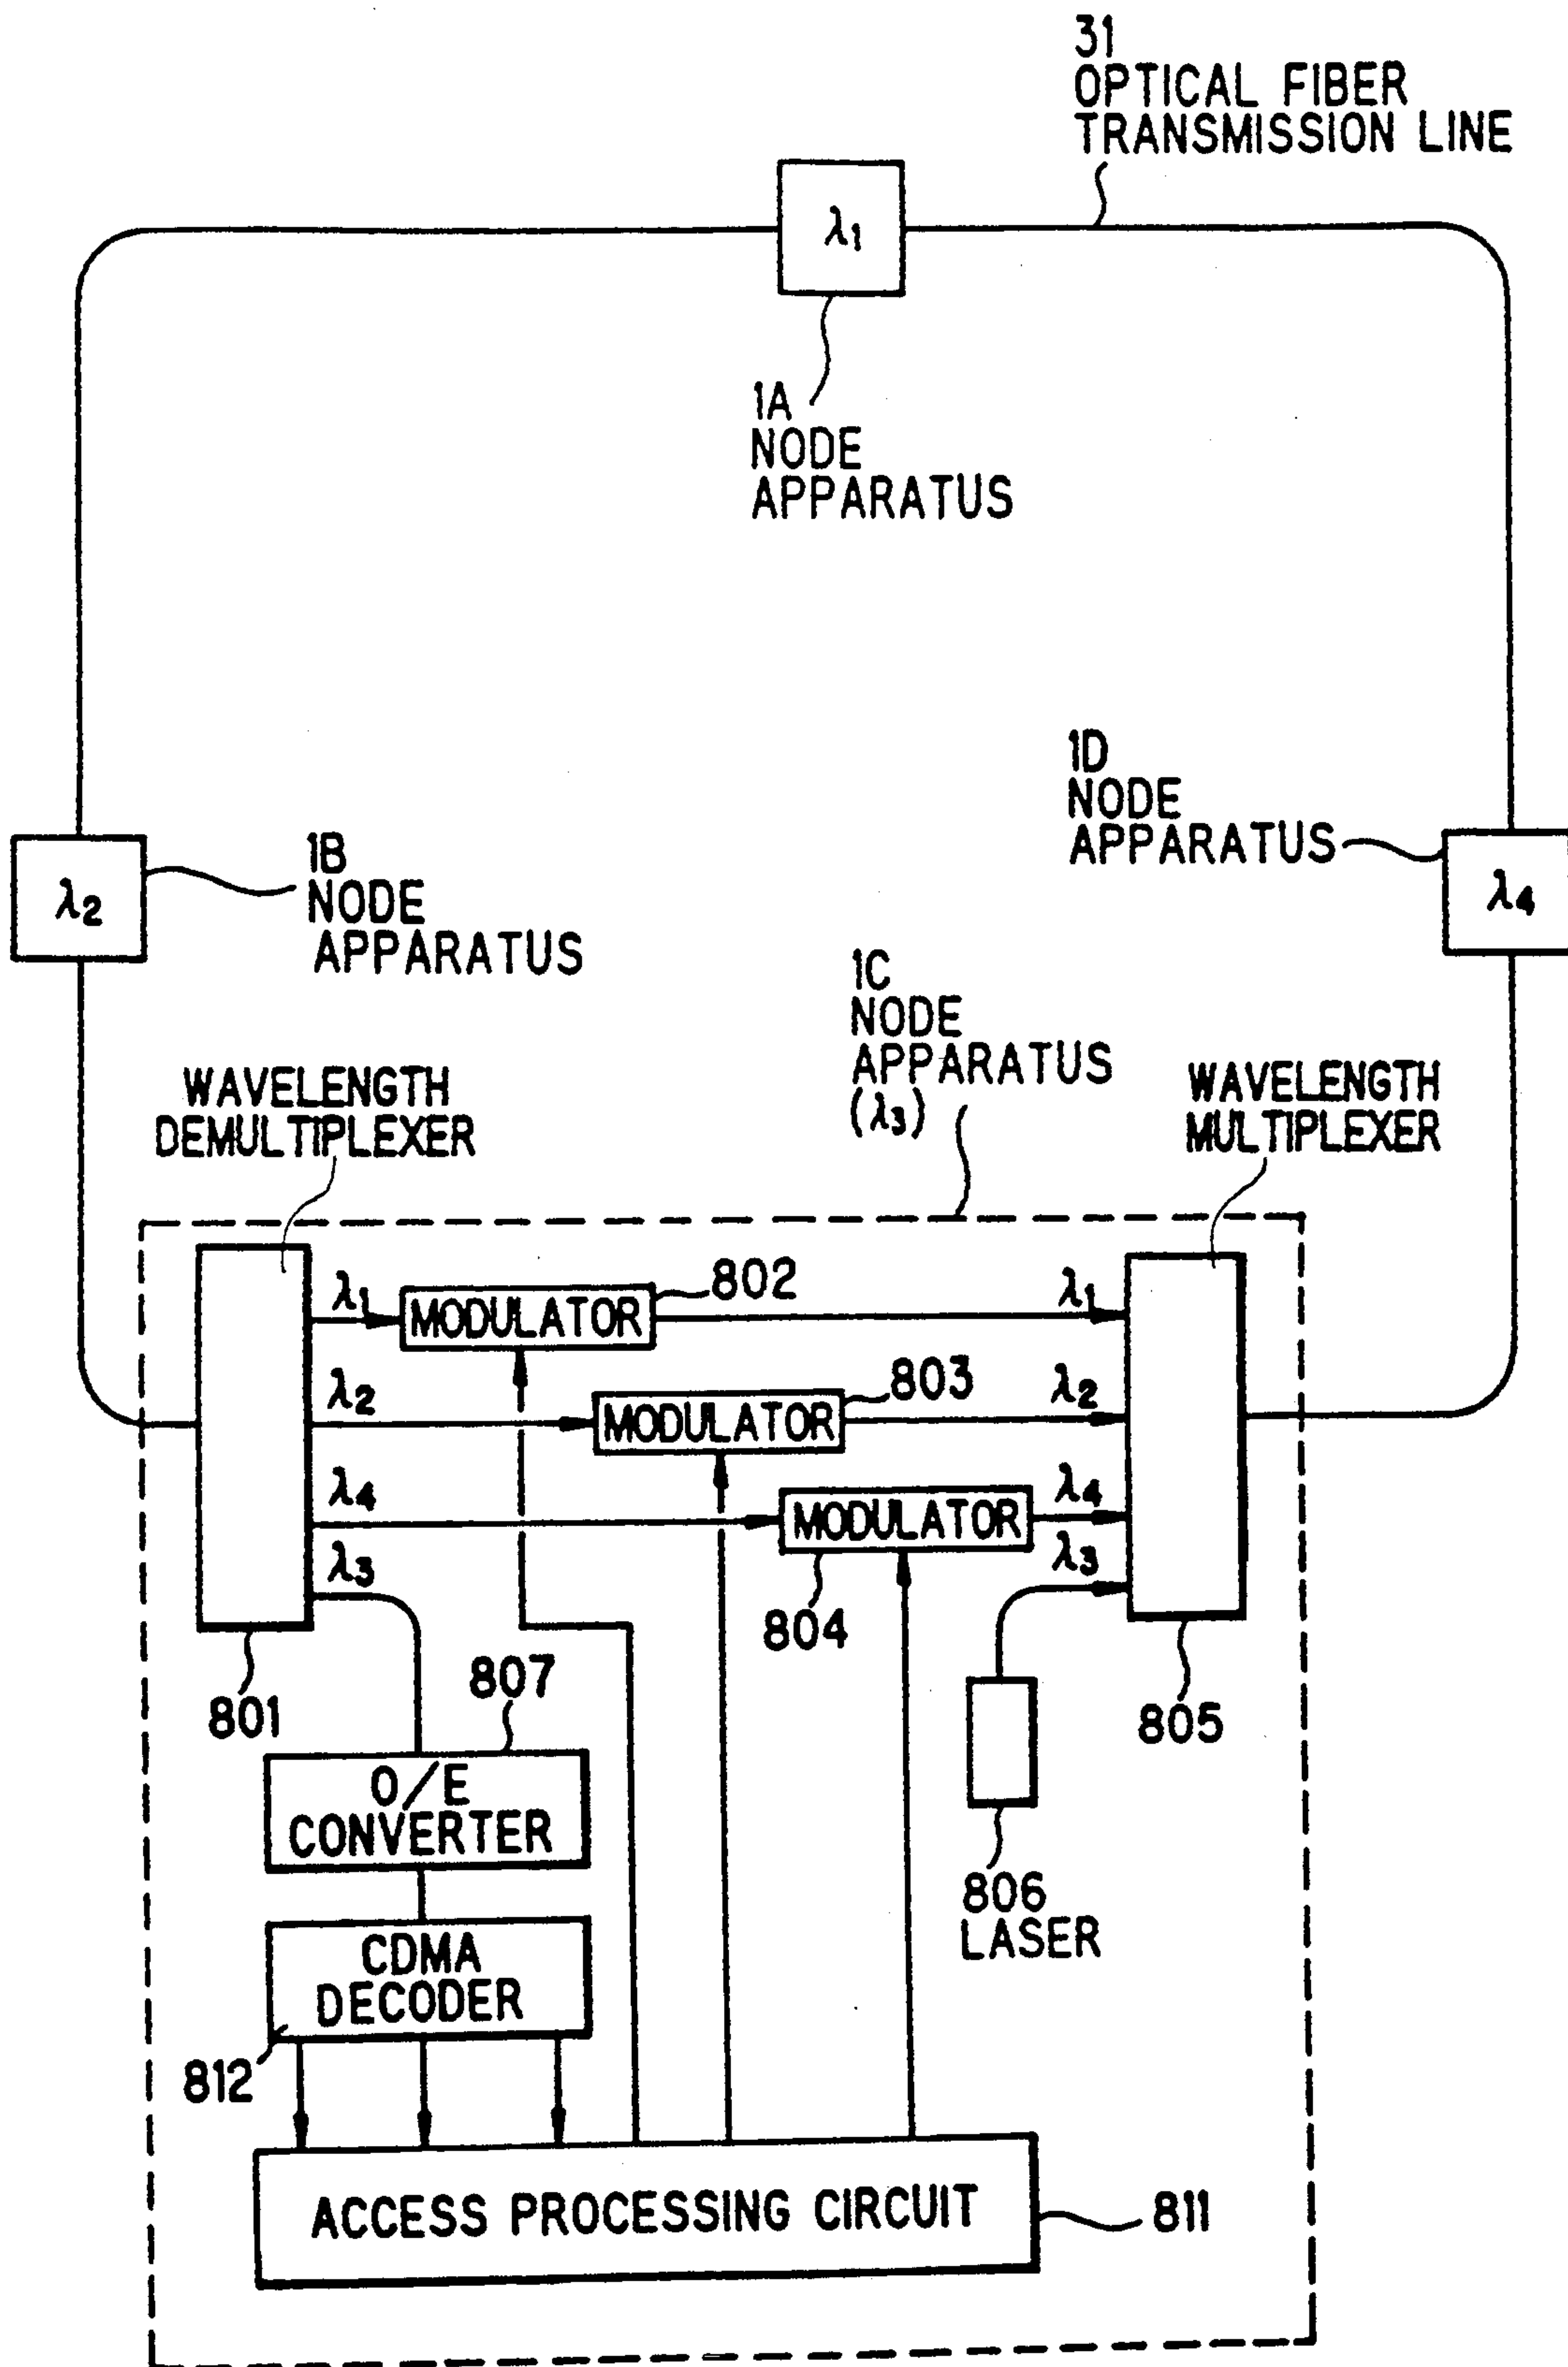 31
OPTICAL FIBER
TRANSMISSION LINE
λ1
1A
NODE
APPARATUS
1D
NODE
APPARATUS
λ4
1B
NODE
APPARATUS
λ2
1C
NODE
APPARATUS
(λ3)
WAVELENGTH
DEMULTIPLEXER
WAVELENGTH
MULTIPLEXER
λ1
MODULATOR
802
λ1
λ2
MODULATOR
803
λ2
λ4
MODULATOR
804
λ4
λ3
λ3
801
807
805
O/E
CONVERTER
806
LASER
CDMA
DECODER
812
ACCESS PROCESSING CIRCUIT
811